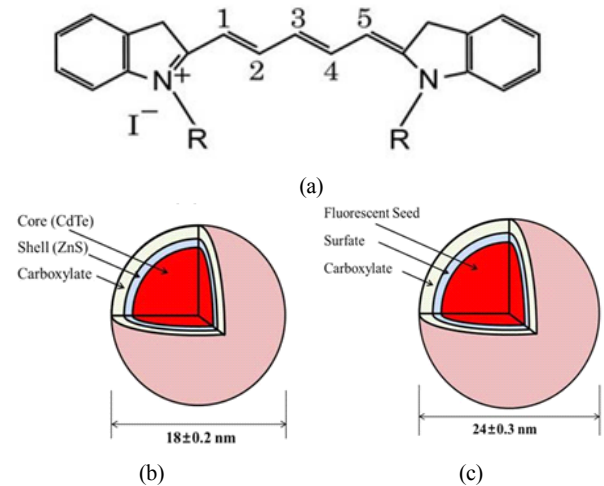 1 3 5
2 4
N+ N
I−
R R
(a)
Core (CdTe)
Shell (ZnS)
Carboxylate
18±0.2 nm
(b)
Fluorescent Seed
Surfate
Carboxylate
24±0.3 nm
(c)